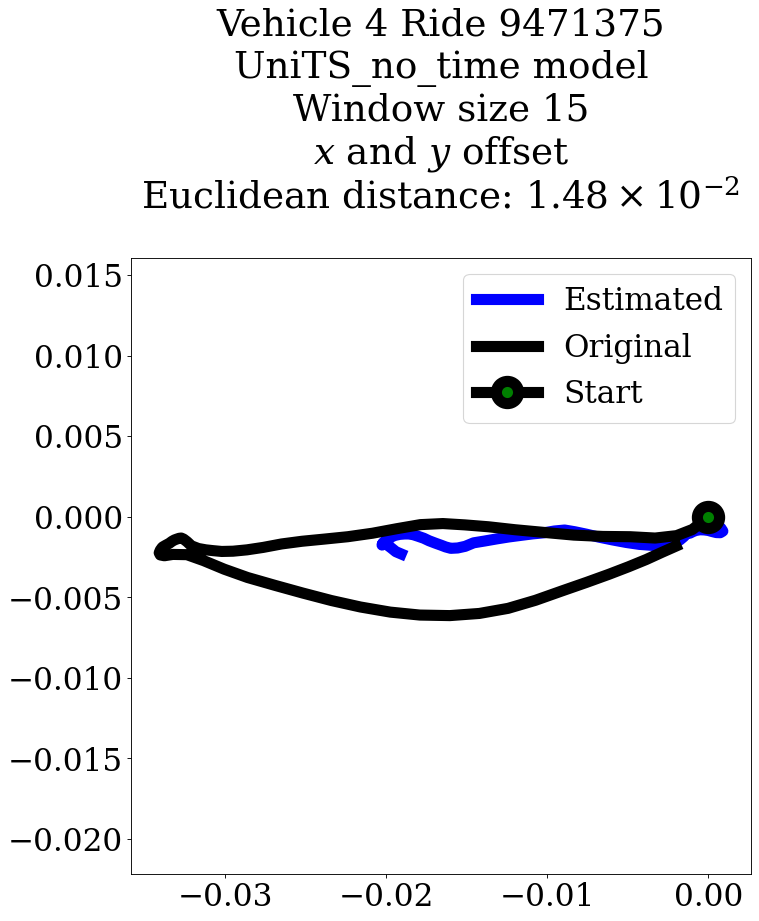 Vehicle 4 Ride 9471375
UniTS_no_time model
Window size 15
x and y offset
Euclidean distance: 1.48 × 10⁻²
Estimated
Original
Start
0.015
0.010
0.005
0.000
−0.005
−0.010
−0.015
−0.020
−0.03 −0.02 −0.01 0.00